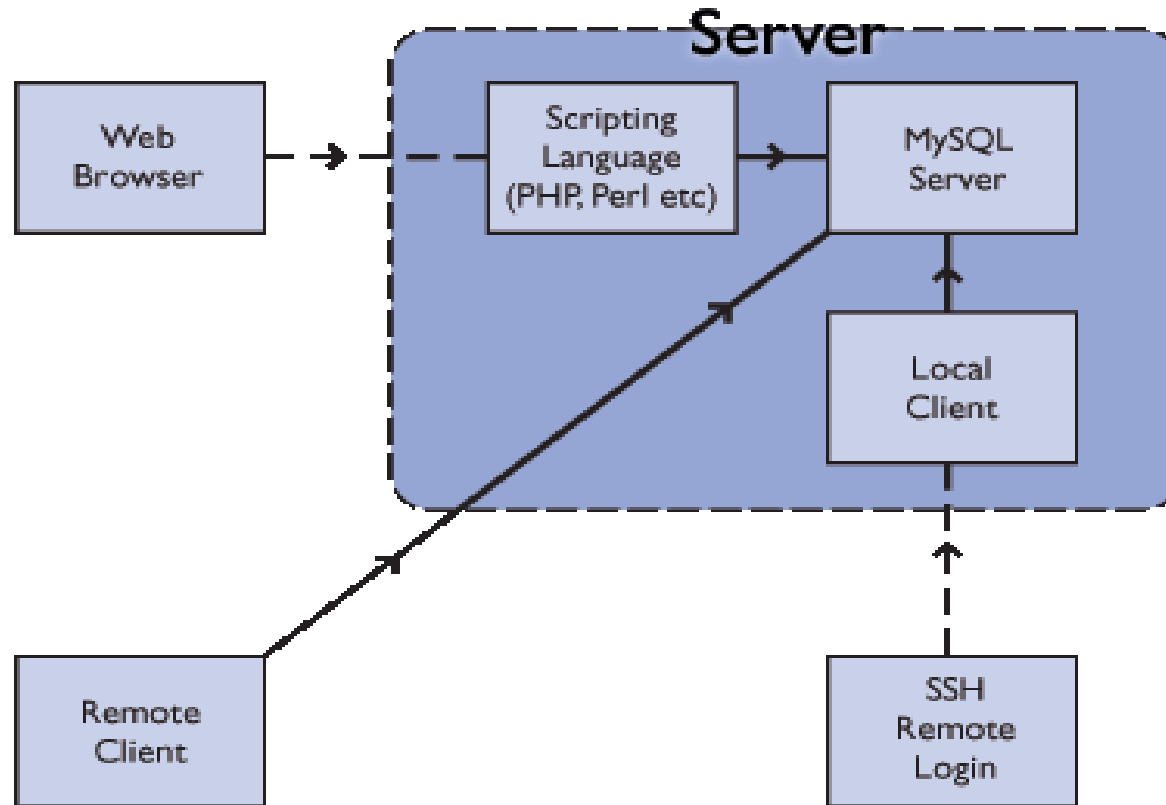 Server
Web
Browser
Scripting
Language
(PHP, Perl etc)
MySQL
Server
Local
Client
Remote
Client
SSH
Remote
Login